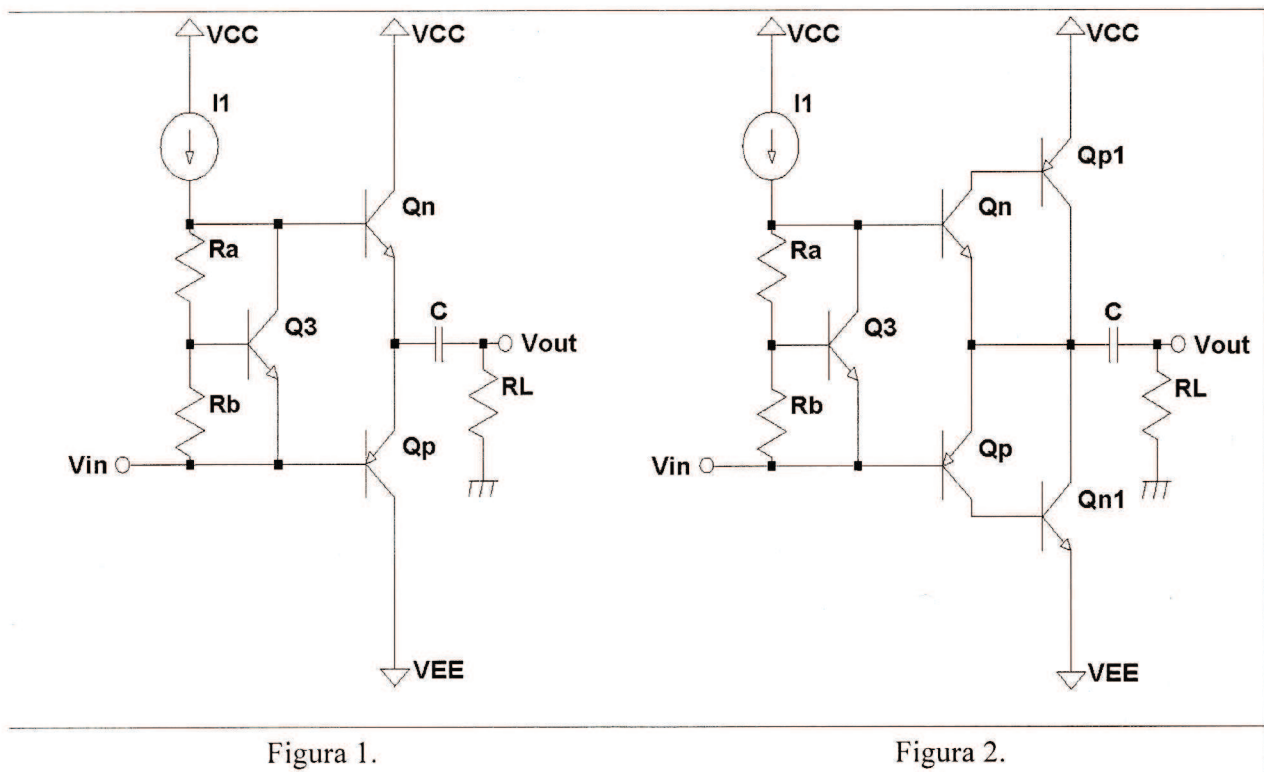 VCC VCC VCC VCC
I1 I1
Qp1
Qn Qn
Ra Ra
C C
Q3 Vout Q3 Vout
RL RL
Rb Rb
Qp Qp
Vin Vin
Qn1
VEE VEE
Figura 1. Figura 2.